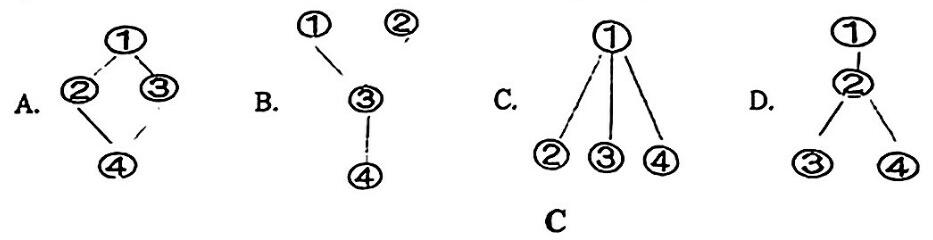 A. ① ② ③ ④
B. ① ② ③ ④
C. ① ② ③ ④
D. ① ② ③ ④
C